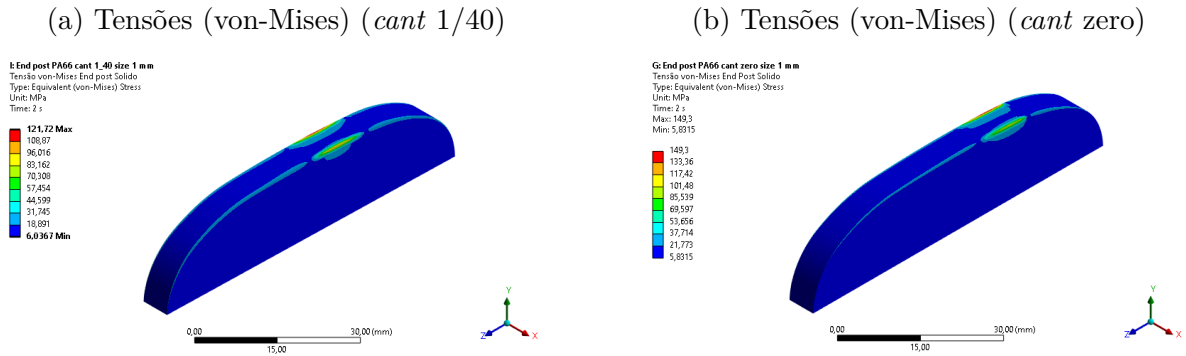 (a) Tensões (von-Mises) (cant 1/40)
I: End post PA66 cant 1_40 size 1 mm
Tensão von-Mises End post Solido
Type: Equivalent (von-Mises) Stress
Unit: MPa
Time: 2 s
121,72 Max
108,87
96,016
83,162
70,308
57,454
44,599
31,745
18,891
6,0367 Min
0,00
30,00 (mm)
15,00
Y
Z
X
(b) Tensões (von-Mises) (cant zero)
G: End post PA66 cant zero size 1 mm
Tensão von-Mises End Post Solido
Type: Equivalent (von-Mises) Stress
Unit: MPa
Time: 2 s
Max: 149,3
Min: 5,8315
149,3
133,36
117,42
101,48
85,539
69,597
53,656
37,714
21,773
5,8315
0,00
30,00 (mm)
15,00
Y
Z
X